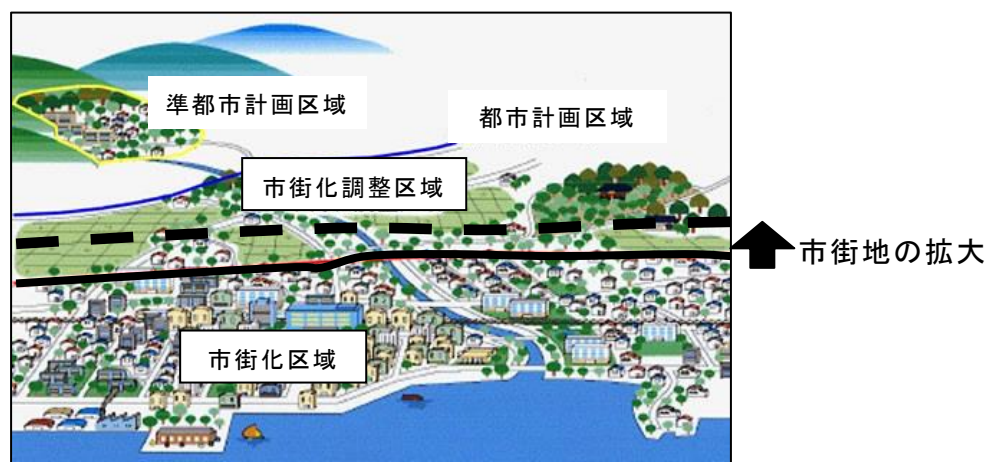 準都市計画区域
都市計画区域
市街化調整区域
市街地の拡大
市街化区域